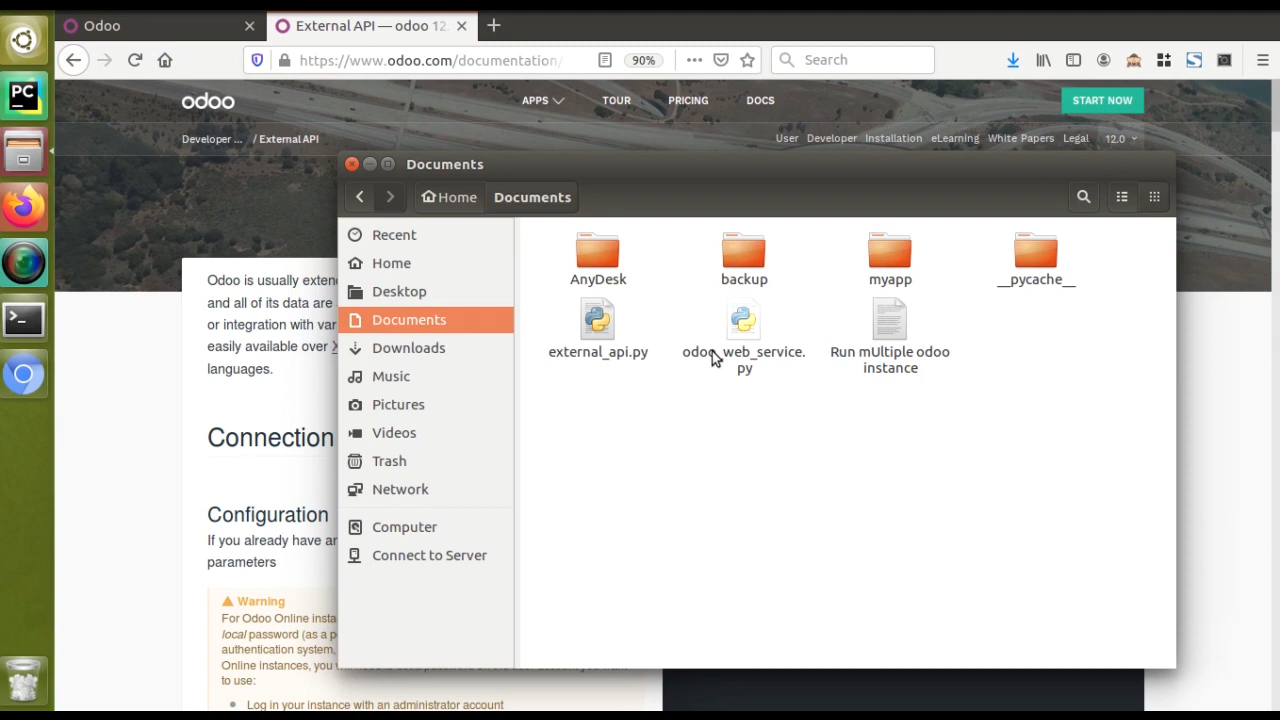 Odoo
External API — odoo 12.
https://www.odoo.com/documentation/
90%
Search
odoo
APPS
TOUR
PRICING
DOCS
START NOW
Developer ... / External API
User Developer Installation eLearning White Papers Legal 12.0
Documents
Home
Documents
Recent
Home
Desktop
Documents
Downloads
Music
Pictures
Videos
Trash
Network
Computer
Connect to Server
AnyDesk
backup
myapp
__pycache__
external_api.py
odoo_web_service.
py
Run mUltiple odoo
instance
Odoo is usually exten
and all of its data are
or integration with var
easily available over X
languages.
Connection
Configuration
If you already have an
parameters
Warning
For Odoo Online insta
local password (as a p
authentication system,
Online instances, you
to use:
Log in your instance with an administrator account
PC